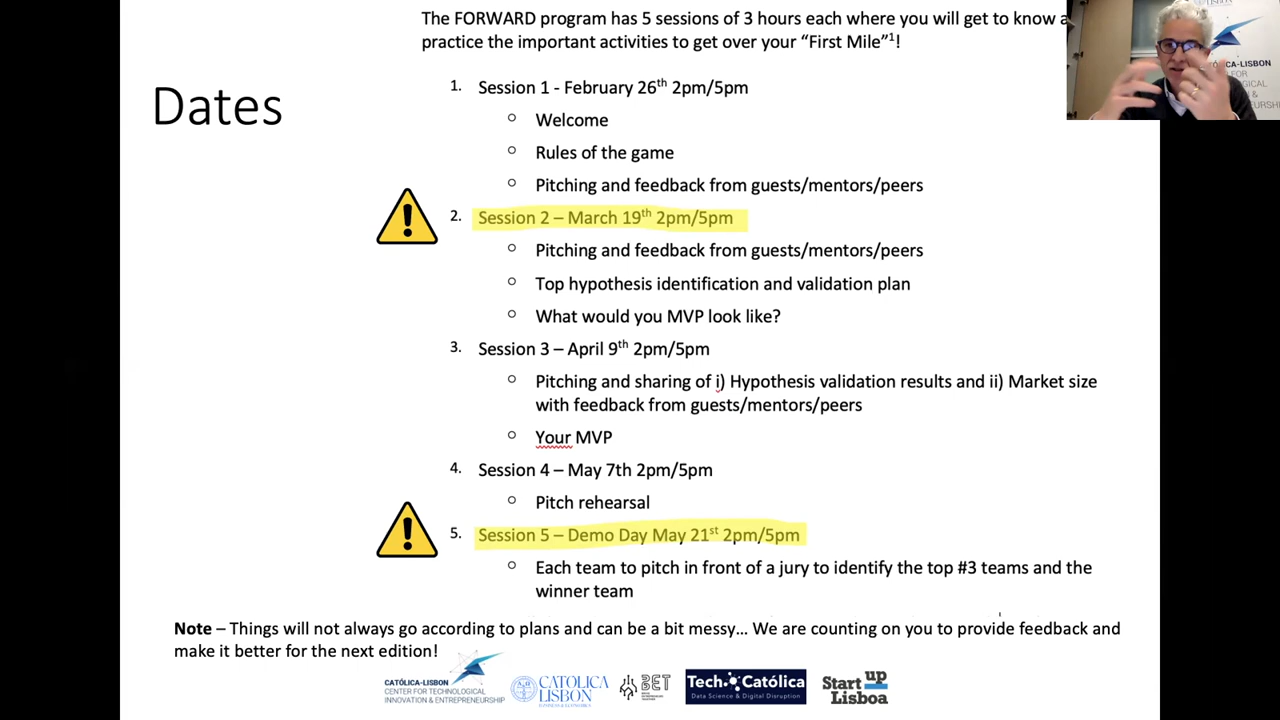 The FORWARD program has 5 sessions of 3 hours each where you will get to know a
practice the important activities to get over your “First Mile”¹!
Dates
1. Session 1 - February 26th 2pm/5pm
○ Welcome
○ Rules of the game
○ Pitching and feedback from guests/mentors/peers
2. Session 2 – March 19th 2pm/5pm
○ Pitching and feedback from guests/mentors/peers
○ Top hypothesis identification and validation plan
○ What would you MVP look like?
3. Session 3 – April 9th 2pm/5pm
○ Pitching and sharing of i) Hypothesis validation results and ii) Market size
with feedback from guests/mentors/peers
○ Your MVP
4. Session 4 – May 7th 2pm/5pm
○ Pitch rehearsal
5. Session 5 – Demo Day May 21st 2pm/5pm
○ Each team to pitch in front of a jury to identify the top #3 teams and the
winner team
Note – Things will not always go according to plans and can be a bit messy… We are counting on you to provide feedback and
make it better for the next edition!
CATÓLICA-LISBON
CENTER FOR TECHNOLOGICAL
INNOVATION & ENTREPRENEURSHIP
CATÓLICA
LISBON
BUSINESS & ECONOMICS
BET
Tech Católica
Data Science & Digital Disruption
Start up
Lisboa
LISBON
CATÓLICA-LISBON